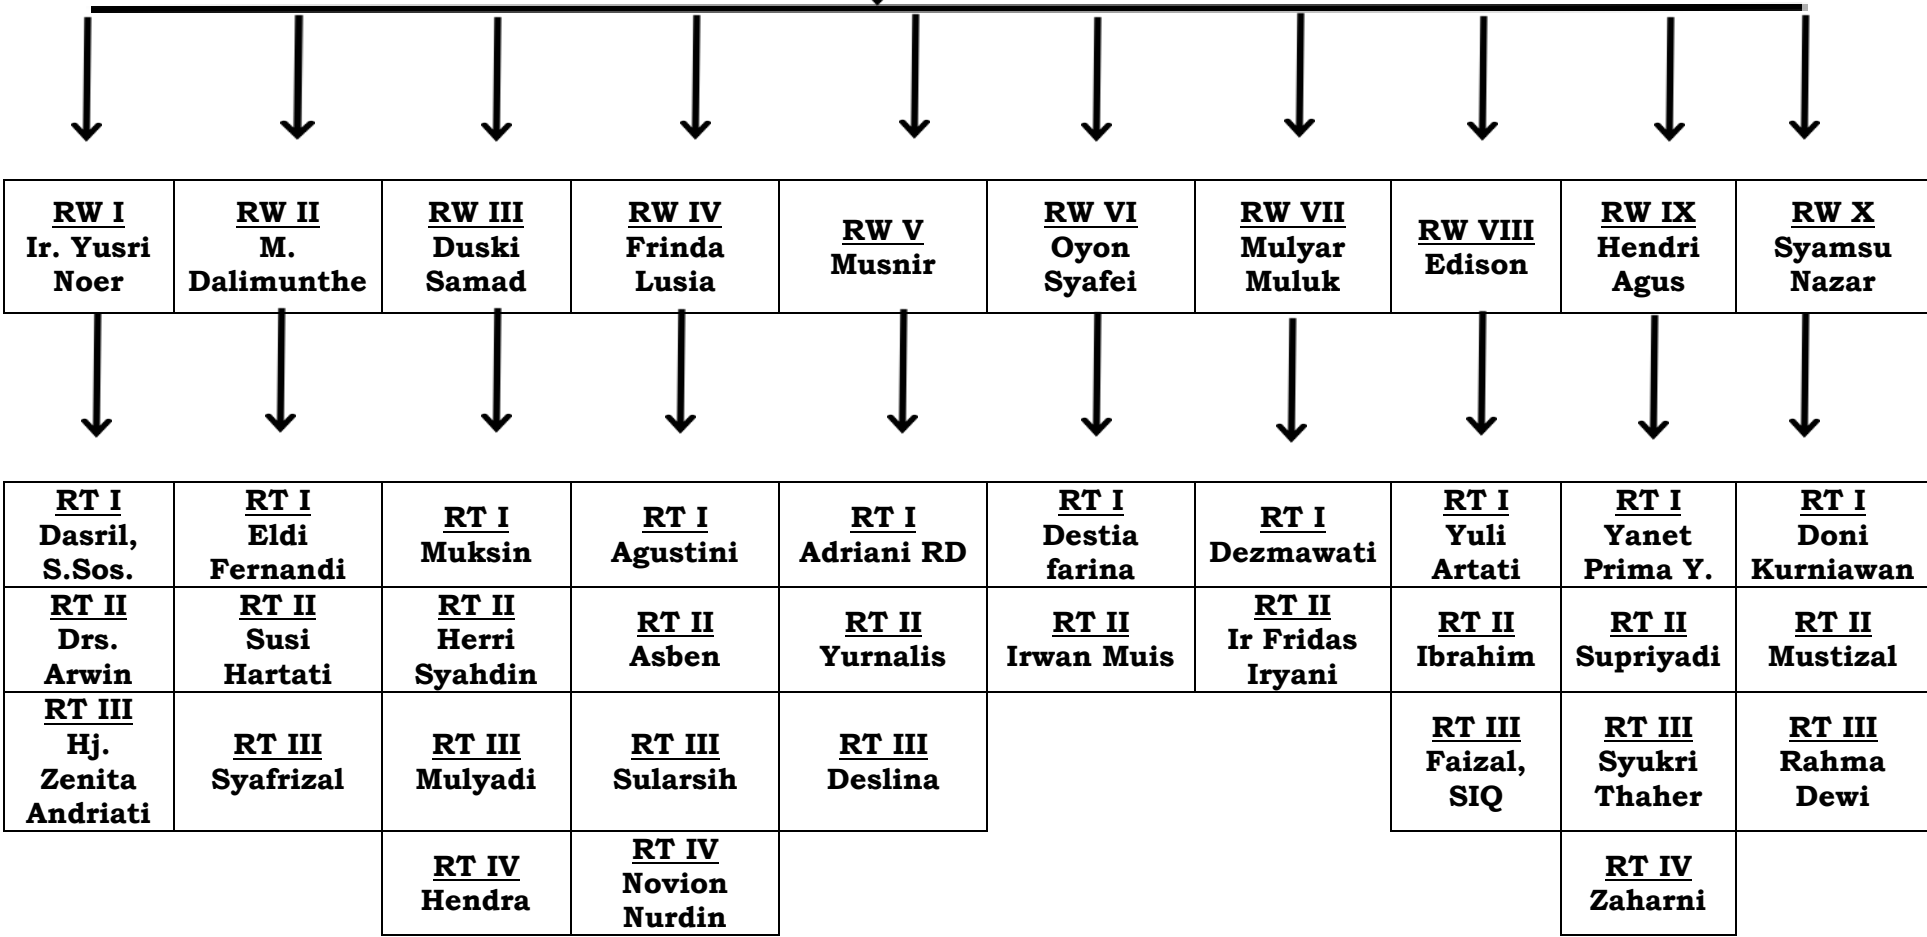 RW I
Ir. Yusri
Noer
RW II
M.
Dalimunthe
RW III
Duski
Samad
RW IV
Frinda
Lusia
RW V
Musnir
RW VI
Oyon
Syafei
RW VII
Mulyar
Muluk
RW VIII
Edison
RW IX
Hendri
Agus
RW X
Syamsu
Nazar
RT I
Dasril,
S.Sos.
RT I
Eldi
Fernandi
RT I
Muksin
RT I
Agustini
RT I
Adriani RD
RT I
Destia
farina
RT I
Dezmawati
RT I
Yuli
Artati
RT I
Yanet
Prima Y.
RT I
Doni
Kurniawan
RT II
Drs.
Arwin
RT II
Susi
Hartati
RT II
Herri
Syahdin
RT II
Asben
RT II
Yurnalis
RT II
Irwan Muis
RT II
Ir Fridas
Iryani
RT II
Ibrahim
RT II
Supriyadi
RT II
Mustizal
RT III
Hj.
Zenita
Andriati
RT III
Syafrizal
RT III
Mulyadi
RT III
Sularsih
RT III
Deslina
RT III
Faizal,
SIQ
RT III
Syukri
Thaher
RT III
Rahma
Dewi
RT IV
Hendra
RT IV
Novion
Nurdin
RT IV
Zaharni